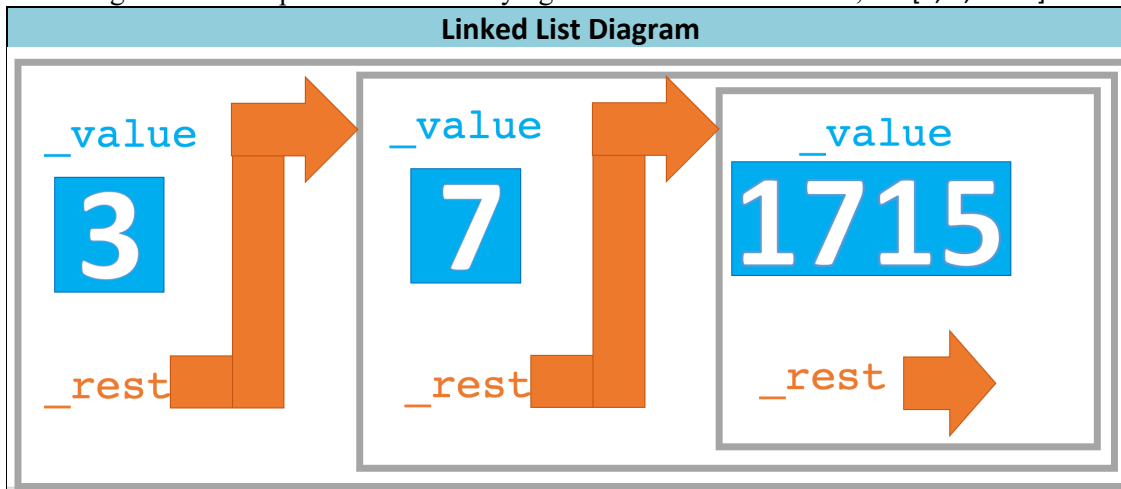 Linked List Diagram
_value _value _value
3 7 1715
_rest _rest _rest